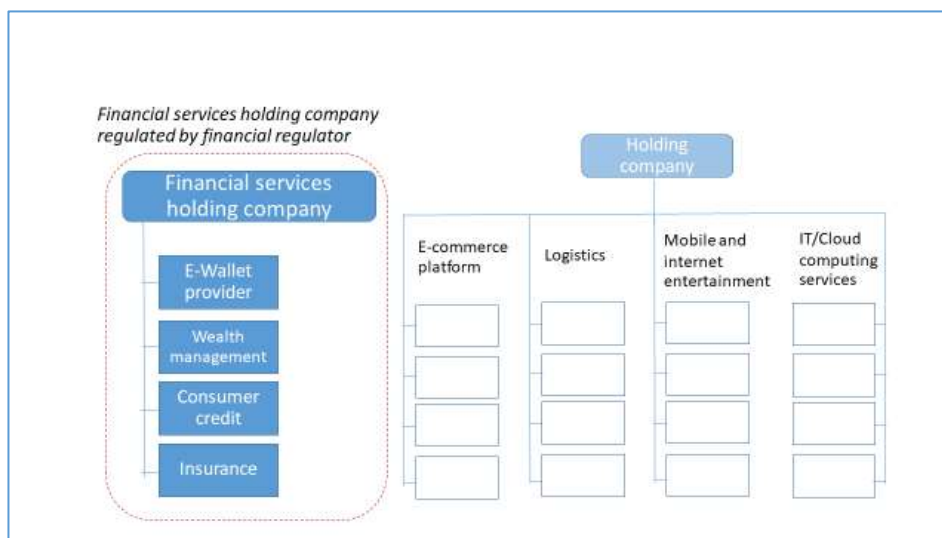 Financial services holding company
regulated by financial regulator
Financial services
holding company
E-Wallet
provider
Wealth
management
Consumer
credit
Insurance
Holding
company
E-commerce
platform
Logistics
Mobile and
internet
entertainment
IT/Cloud
computing
services